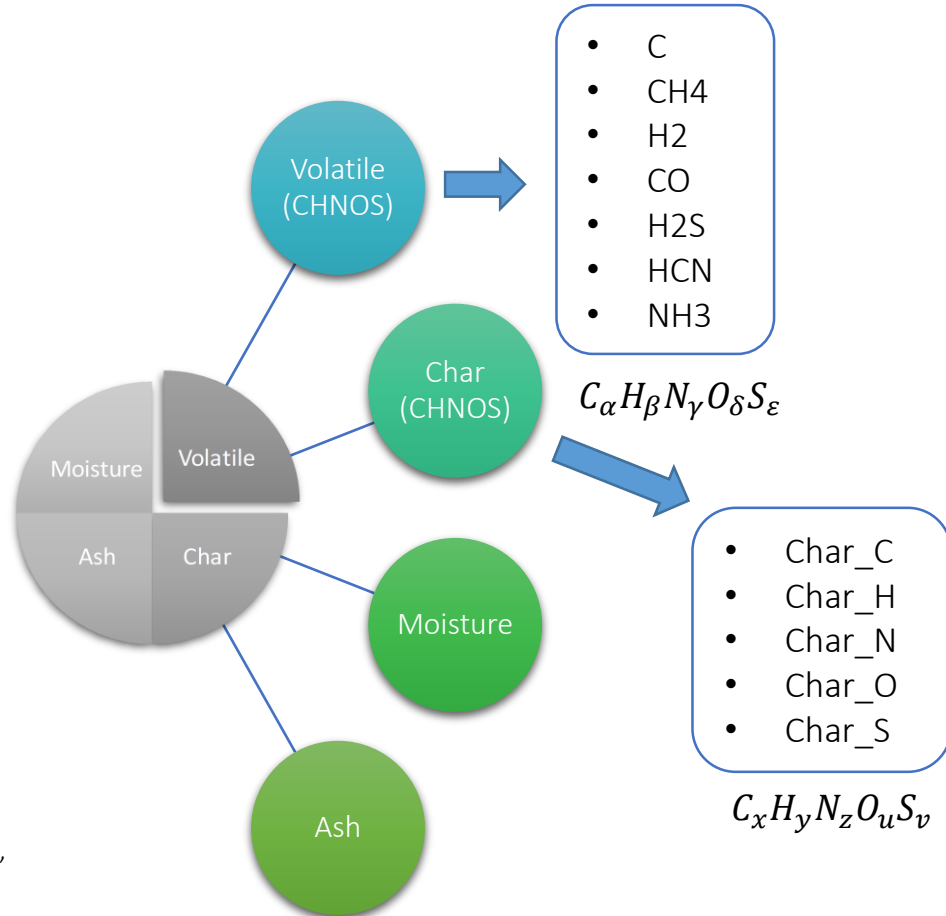 • C
• CH4
• H2
• CO
• H2S
• HCN
• NH3
Volatile
(CHNOS)
Char
(CHNOS)
CαHβNγOδSε
Moisture
Volatile
Ash
Char
Moisture
• Char_C
• Char_H
• Char_N
• Char_O
• Char_S
CxHyNzOuSv
Ash
,